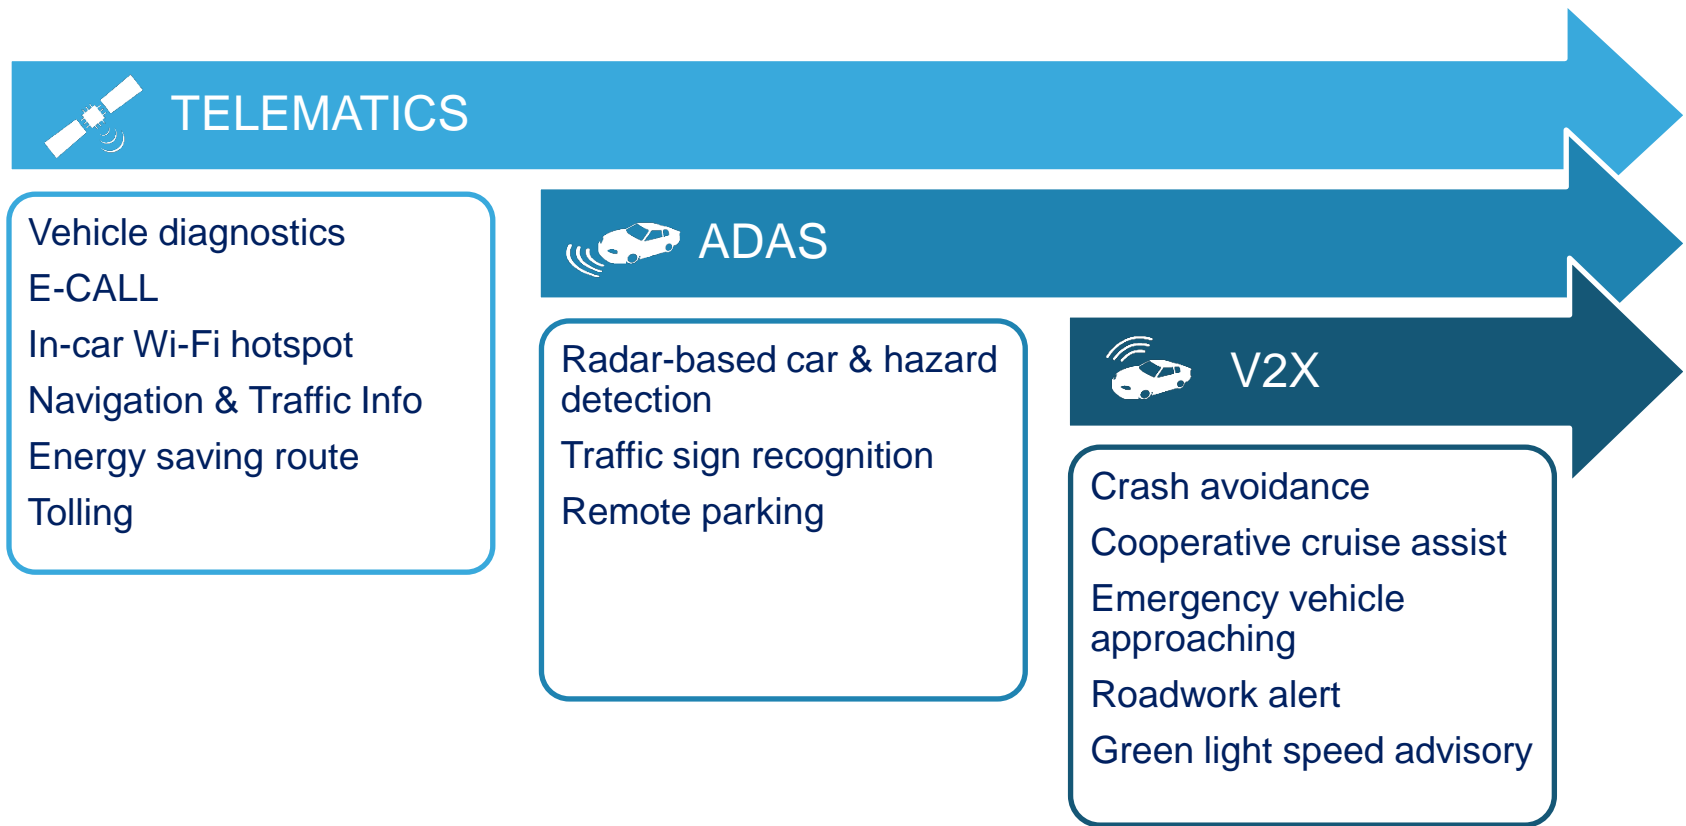 TELEMATICS
Vehicle diagnostics
E-CALL
In-car Wi-Fi hotspot
Navigation & Traffic Info
Energy saving route
Tolling
ADAS
Radar-based car & hazard
detection
Traffic sign recognition
Remote parking
V2X
Crash avoidance
Cooperative cruise assist
Emergency vehicle
approaching
Roadwork alert
Green light speed advisory